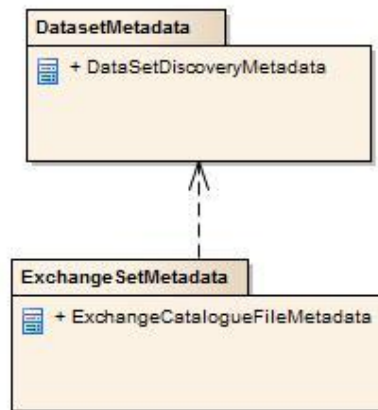 DatasetMetadata
+ DataSetDiscoveryMetadata
ExchangeSetMetadata
+ ExchangeCatalogueFileMetadata